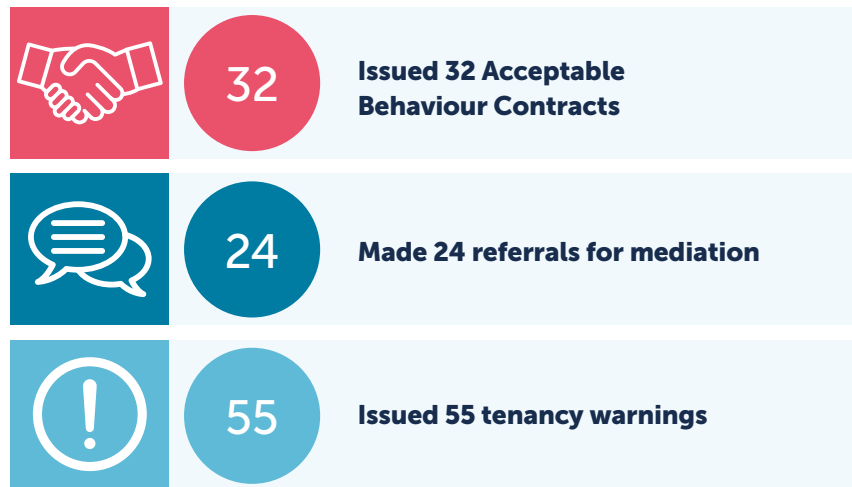 32
Issued 32 Acceptable
Behaviour Contracts
24
Made 24 referrals for mediation
55
Issued 55 tenancy warnings